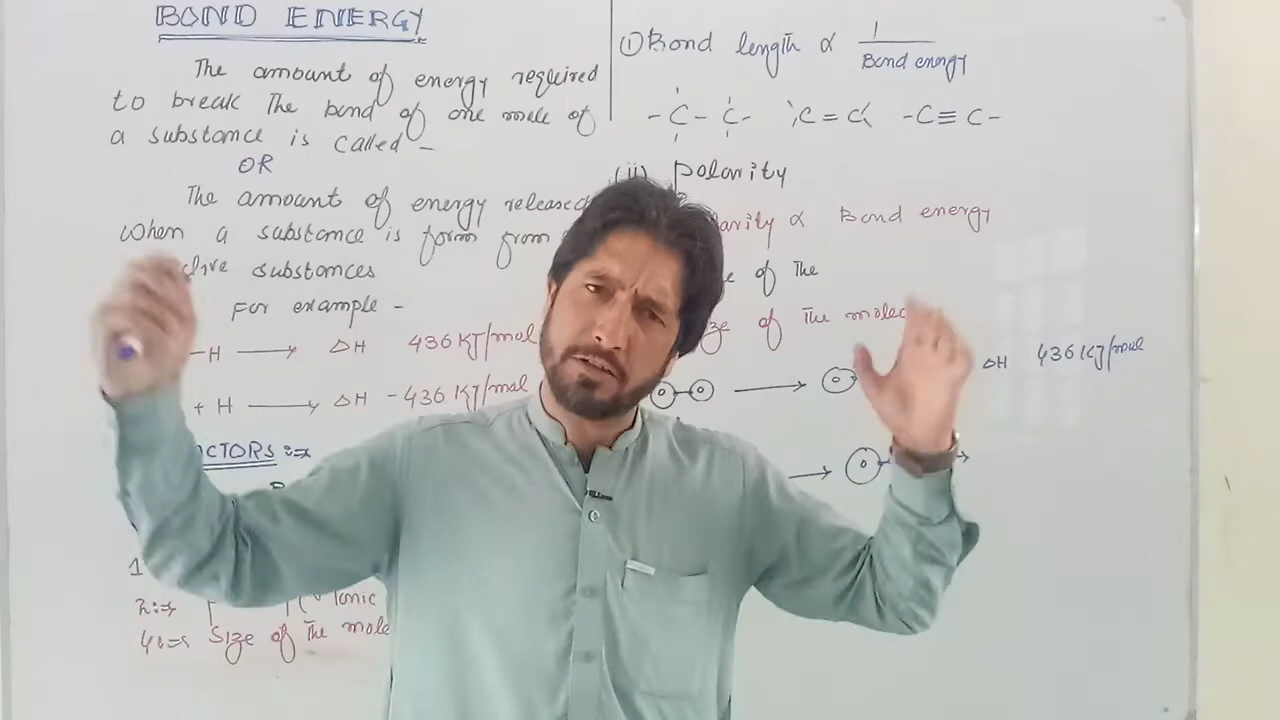 BOND ENERGY
The amount of energy required
to break The bond of one mole of
a substance is called -
OR
The amount of energy released
when a substance is form from
substances
For example -
-H ⟶ ΔH 436 KJ/mol
+ H ⟶ ΔH - 436 KJ/mol
CTORS :⇒
1
2:⇒ Ionic
4:⇒ Size of The mole
① Bond length ∝ 1 / Bond energy
-C-C- C=C -C≡C-
(ii) Polarity
arity ∝ Bond energy
of The
ze of The molec
⟶ ΔH 436 KJ/mol